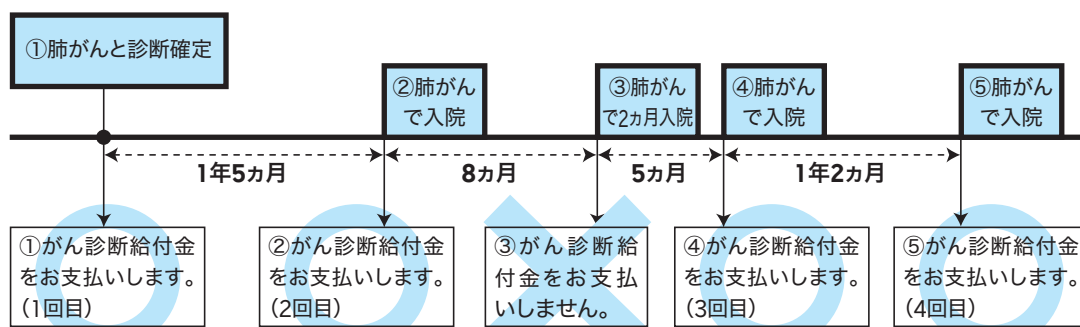 ①肺がんと診断確定
②肺がん
で入院
③肺がん
で2ヵ月入院
④肺がん
で入院
⑤肺がん
で入院
1年5ヵ月
8ヵ月
5ヵ月
1年2ヵ月
①がん診断給付金
をお支払いします。
(1回目)
②がん診断給付金
をお支払いします。
(2回目)
③がん診断給
付金をお支払
いしません。
④がん診断給付金
をお支払いします。
(3回目)
⑤がん診断給付金
をお支払いします。
(4回目)